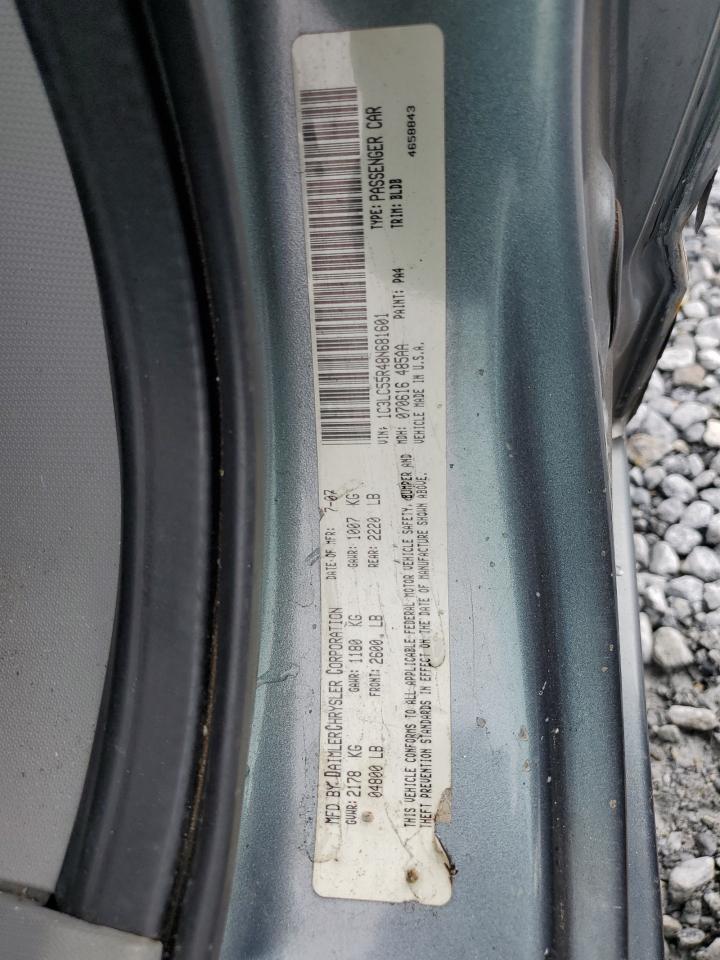 MFD BY: DAIMLERCHRYSLER CORPORATION DATE OF MFR: 7-07
GVWR: 2178 KG GAWR: 1180 KG GAWR: 1007 KG
04800 LB FRONT: 2600 LB REAR: 2220 LB
THIS VEHICLE CONFORMS TO ALL APPLICABLE FEDERAL MOTOR VEHICLE SAFETY, BUMPER AND
THEFT PREVENTION STANDARDS IN EFFECT ON THE DATE OF MANUFACTURE SHOWN ABOVE.
VIN: 1C3LC55R48N681601 TYPE: PASSENGER CAR
MDH: 070616 485AA PAINT: PA4 TRIM: BLDB
VEHICLE MADE IN U.S.A. 4658843